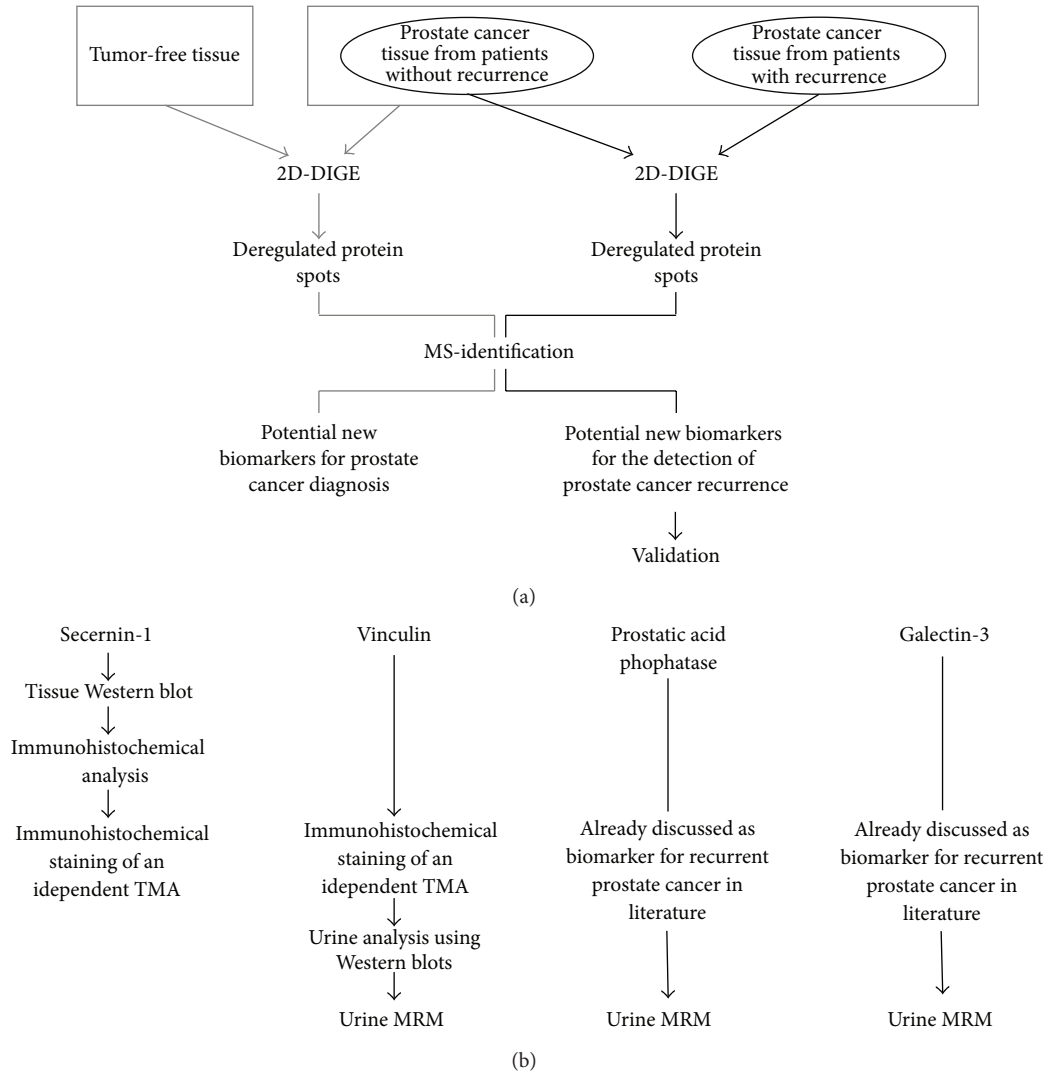 Tumor-free tissue
Prostate cancer
tissue from patients
without recurrence
Prostate cancer
tissue from patients
with recurrence
2D-DIGE
2D-DIGE
Deregulated protein
spots
Deregulated protein
spots
MS-identification
Potential new
biomarkers for prostate
cancer diagnosis
Potential new biomarkers
for the detection of
prostate cancer recurrence
Validation
(a)
Secernin-1
Tissue Western blot
Immunohistochemical
analysis
Immunohistochemical
staining of an
idependent TMA
Vinculin
Immunohistochemical
staining of an
idependent TMA
Urine analysis using
Western blots
Urine MRM
Prostatic acid
phophatase
Already discussed as
biomarker for recurrent
prostate cancer in
literature
Urine MRM
Galectin-3
Already discussed as
biomarker for recurrent
prostate cancer in
literature
Urine MRM
(b)